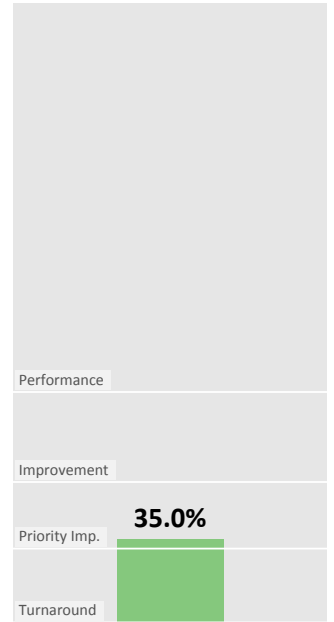 Performance
Improvement
35.0%
Priority Imp.
Turnaround